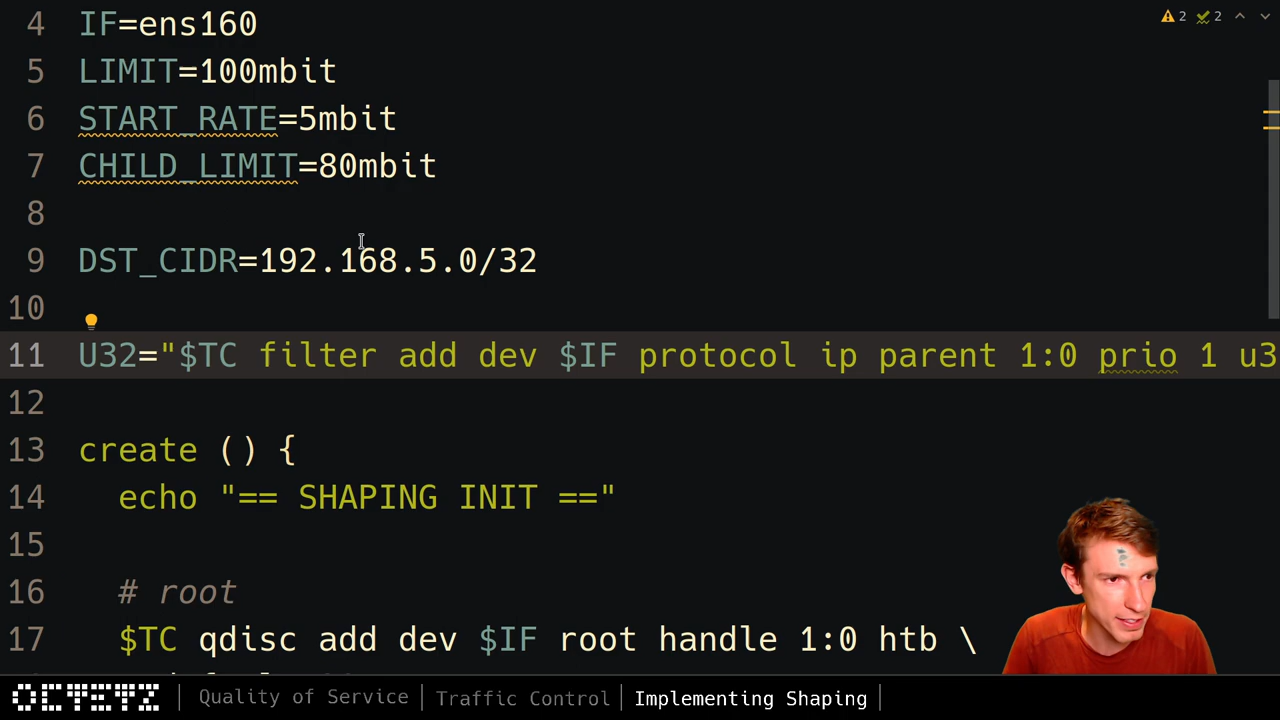 4 IF=ens160
2 2
5 LIMIT=100mbit
6 START_RATE=5mbit
7 CHILD_LIMIT=80mbit
8
9 DST_CIDR=192.168.5.0/32
10
11 U32="$TC filter add dev $IF protocol ip parent 1:0 prio 1 u3
12
13 create () {
14 echo "== SHAPING INIT =="
15
16 # root
17 $TC qdisc add dev $IF root handle 1:0 htb \
OCTETZ | Quality of Service | Traffic Control | Implementing Shaping |